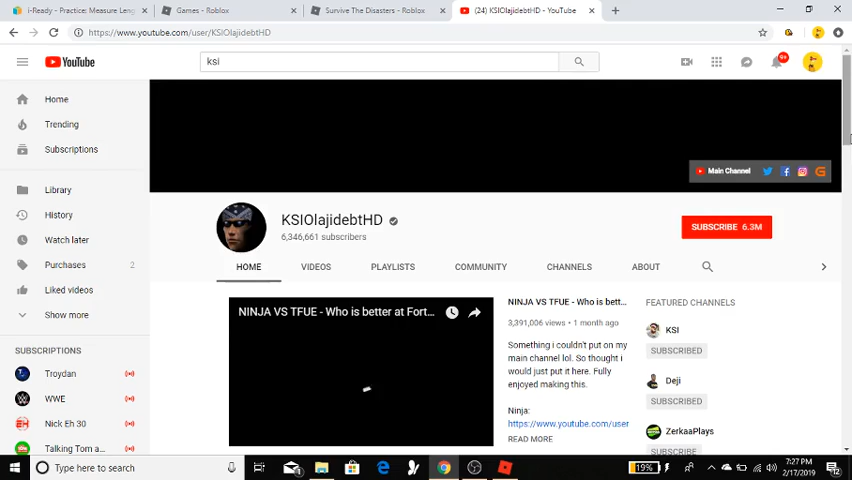 i-Ready - Practice: Measure Leng
Games - Roblox
Survive The Disasters - Roblox
(24) KSIOlajidebtHD - YouTube
https://www.youtube.com/user/KSIOlajidebtHD
YouTube
ksi
9+
Home
Trending
Subscriptions
Library
History
Watch later
Purchases 2
Liked videos
Show more
SUBSCRIPTIONS
Troydan
WWE
Nick Eh 30
Talking Tom a...
Main Channel
KSIOlajidebtHD
6,346,661 subscribers
SUBSCRIBE 6.3M
HOME VIDEOS PLAYLISTS COMMUNITY CHANNELS ABOUT
NINJA VS TFUE - Who is better at Fort...
NINJA VS TFUE - Who is bett...
3,391,006 views • 1 month ago
Something i couldn't put on my
main channel lol. So thought i
would just put it here. Fully
enjoyed making this.
Ninja:
https://www.youtube.com/user
READ MORE
FEATURED CHANNELS
KSI
SUBSCRIBED
Deji
SUBSCRIBED
ZerkaaPlays
SUBSCRIBED
Type here to search
19%
7:27 PM
2/17/2019